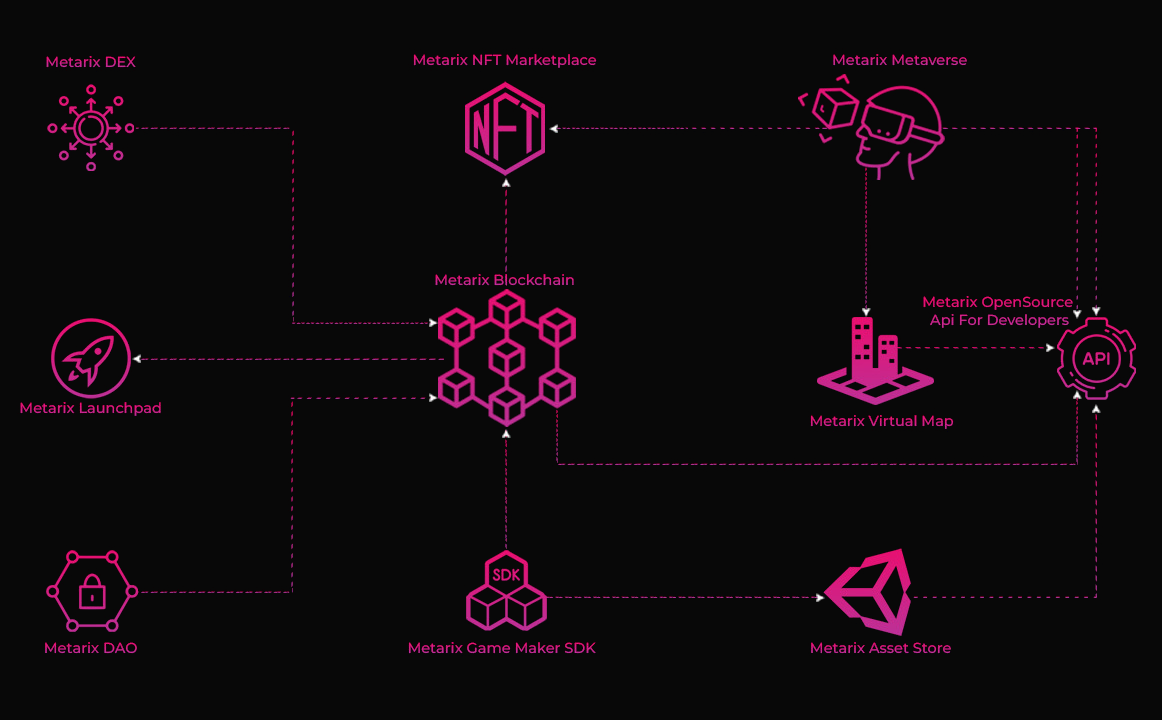 Metarix DEX
Metarix NFT Marketplace
Metarix Metaverse
NFT
Metarix Blockchain
Metarix OpenSource
Api For Developers
API
Metarix Launchpad
Metarix Virtual Map
SDK
Metarix DAO
Metarix Game Maker SDK
Metarix Asset Store